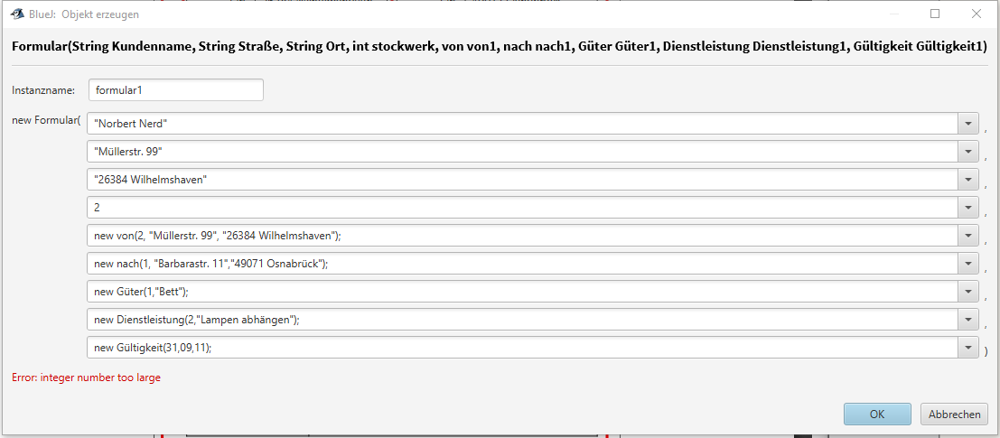 BlueJ: Objekt erzeugen
Formular(String Kundenname, String Straße, String Ort, int stockwerk, von von1, nach nach1, Güter Güter1, Dienstleistung Dienstleistung1, Gültigkeit Gültigkeit1)
Instanzname: formular1
new Formular( "Norbert Nerd" ,
"Müllerstr. 99" ,
"26384 Wilhelmshaven" ,
2 ,
new von(2, "Müllerstr. 99", "26384 Wilhelmshaven"); ,
new nach(1, "Barbarastr. 11","49071 Osnabrück"); ,
new Güter(1,"Bett"); ,
new Dienstleistung(2,"Lampen abhängen"); ,
new Gültigkeit(31,09,11); )
Error: integer number too large
OK Abbrechen